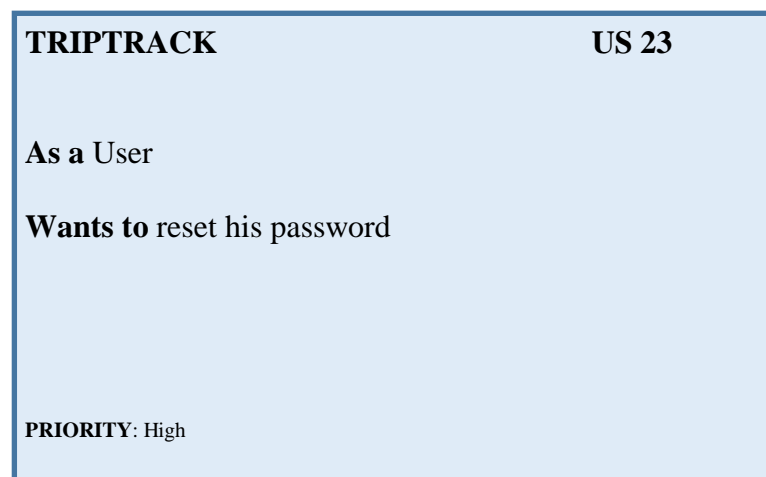 TRIPTRACK US 23
As a User
Wants to reset his password
PRIORITY: High